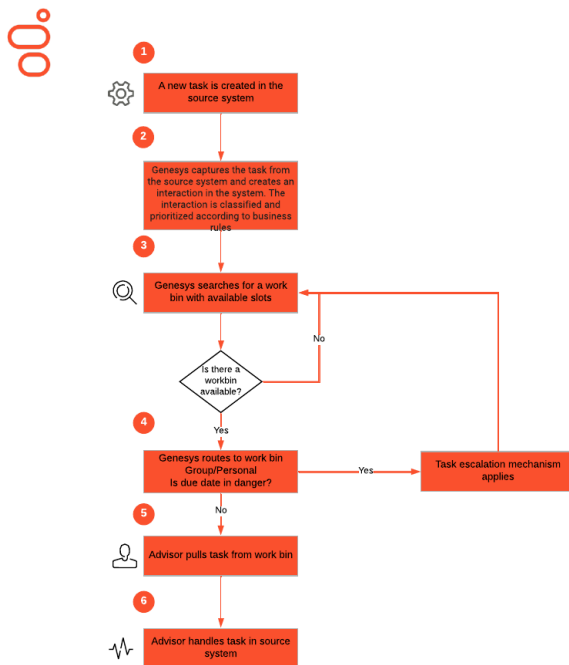 1
A new task is created in the
source system
2
Genesys captures the task from
the source system and creates an
interaction in the system. The
interaction is classified and
prioritized according to business
rules
3
Genesys searches for a work
bin with available slots
No
Is there a
workbin
available?
Yes
4
Genesys routes to work bin
Group/Personal
Is due date in danger?
Yes
Task escalation mechanism
applies
No
5
Advisor pulls task from work bin
6
Advisor handles task in source
system